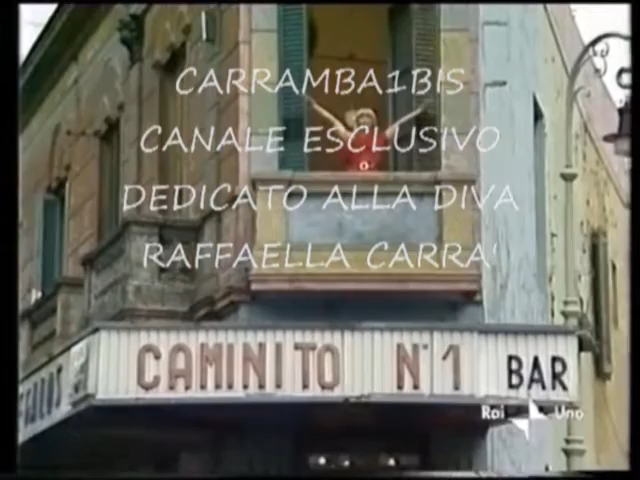 CARRAMBA1BIS
CANALE ESCLUSIVO
DEDICATO ALLA DIVA
RAFFAELLA CARRA'
CAMINITO N°1 BAR
Rai Uno